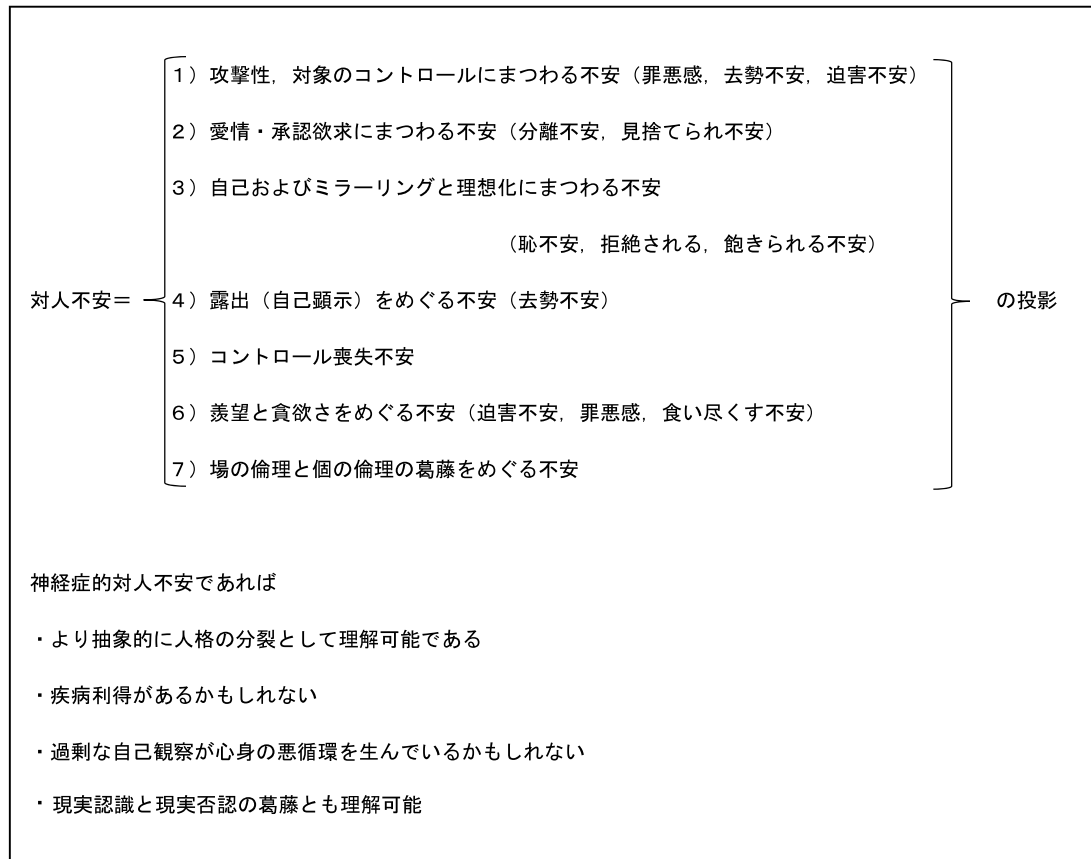 1）攻撃性，対象のコントロールにまつわる不安（罪悪感，去勢不安，迫害不安）
2）愛情・承認欲求にまつわる不安（分離不安，見捨てられ不安）
3）自己およびミラーリングと理想化にまつわる不安
（恥不安，拒絶される，飽きられる不安）
対人不安＝ 4）露出（自己顕示）をめぐる不安（去勢不安） の投影
5）コントロール喪失不安
6）羨望と貪欲さをめぐる不安（迫害不安，罪悪感，食い尽くす不安）
7）場の倫理と個の倫理の葛藤をめぐる不安
神経症的対人不安であれば
・より抽象的に人格の分裂として理解可能である
・疾病利得があるかもしれない
・過剰な自己観察が心身の悪循環を生んでいるかもしれない
・現実認識と現実否認の葛藤とも理解可能